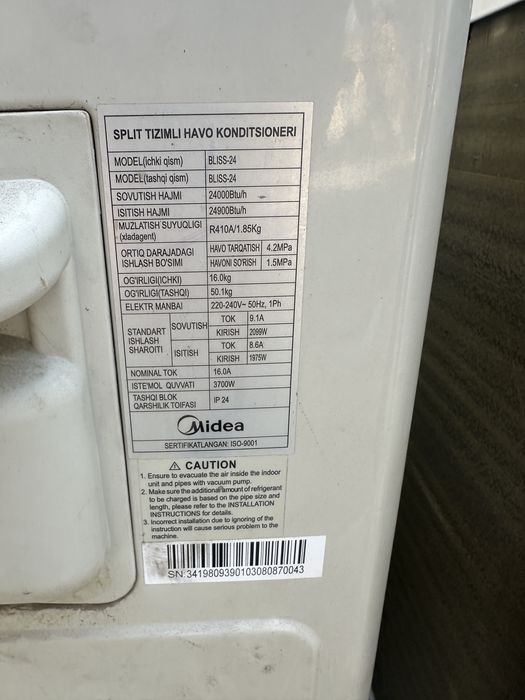 SPLIT TIZIMLI HAVO KONDITSIONERI
MODEL(ichki qism) BLISS-24
MODEL(tashqi qism) BLISS-24
SOVUTISH HAJMI 24000Btu/h
ISITISH HAJMI 24900Btu/h
MUZLATISH SUYUQLIGI (xladagent) R410A/1.85Kg
ORTIQ DARAJADAGI ISHLASH BO'SIMI HAVO TARQATISH 4.2MPa
HAVONI SO'RISH 1.5MPa
OG'IRLIGI(ICHKI) 16.0kg
OG'IRLIGI(TASHQI) 50.1kg
ELEKTR MANBAI 220-240V~ 50Hz, 1Ph
STANDART ISHLASH SHAROITI SOVUTISH TOK 9.1A
KIRISH 2099W
ISITISH TOK 8.6A
KIRISH 1975W
NOMINAL TOK 16.0A
ISTE'MOL QUVVATI 3700W
TASHQI BLOK QARSHILIK TOIFASI IP 24
Midea
SERTIFIKATLANGAN: ISO-9001
CAUTION
1. Ensure to evacuate the air inside the indoor
unit and pipes with vacuum pump.
2. Make sure the additional amount of refrigerant
to be charged is based on the pipe size and
length, please refer to the INSTALLATION
INSTRUCTIONS for details.
3. Incorrect installation due to ignoring of the
instruction will cause serious problem to the
machine.
SN:3419809390103080870043